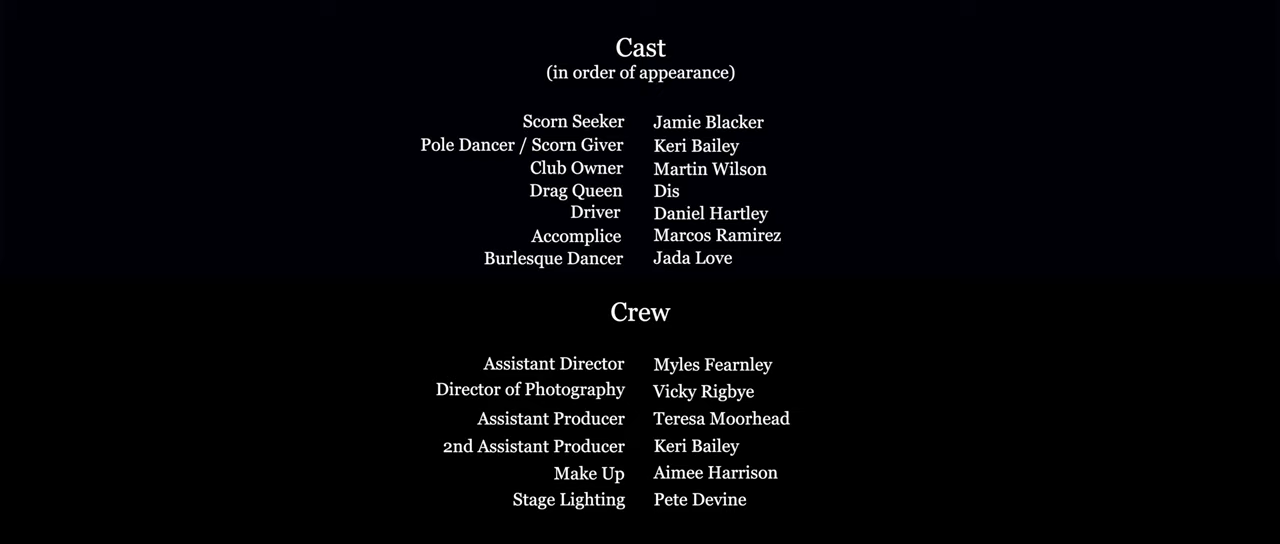 Cast
(in order of appearance)
Scorn Seeker Jamie Blacker
Pole Dancer / Scorn Giver Keri Bailey
Club Owner Martin Wilson
Drag Queen Dis
Driver Daniel Hartley
Accomplice Marcos Ramirez
Burlesque Dancer Jada Love
Crew
Assistant Director Myles Fearnley
Director of Photography Vicky Rigbye
Assistant Producer Teresa Moorhead
2nd Assistant Producer Keri Bailey
Make Up Aimee Harrison
Stage Lighting Pete Devine